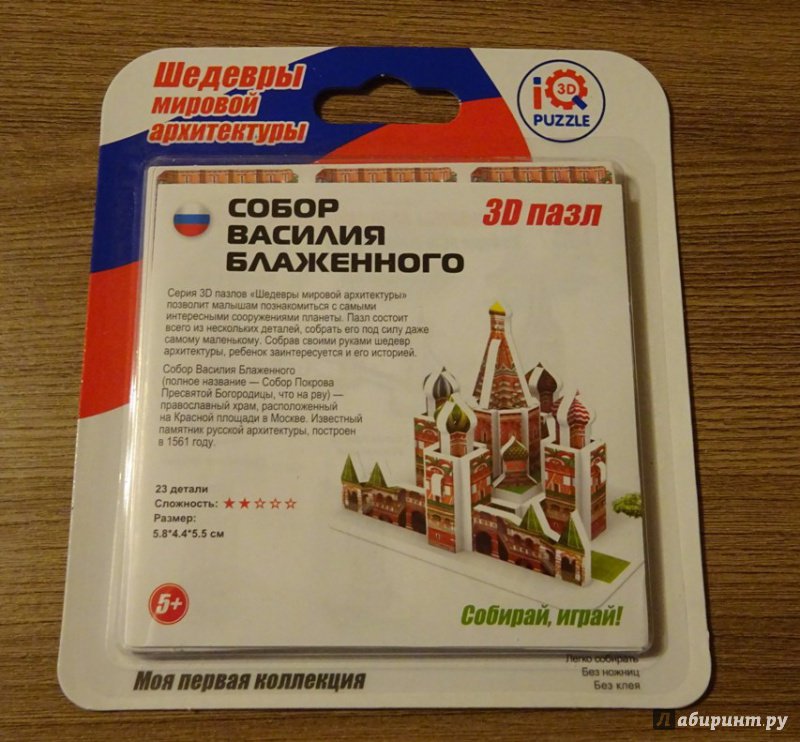 Шедевры
мировой
архитектуры
3D
iQ
PUZZLE
СОБОР
ВАСИЛИЯ
БЛАЖЕННОГО
3D пазл
Серия 3D пазлов «Шедевры мировой архитектуры»
позволит малышам познакомиться с самыми
интересными сооружениями планеты. Пазл состоит
всего из нескольких деталей, собрать его под силу даже
самому маленькому. Собрав своими руками шедевр
архитектуры, ребенок заинтересуется и его историей.
Собор Василия Блаженного
(полное название — Собор Покрова
Пресвятой Богородицы, что на рву) —
православный храм, расположенный
на Красной площади в Москве. Известный
памятник русской архитектуры, построен
в 1561 году.
23 детали
Сложность:
Размер:
5.8*4.4*5.5 см
5+
Собирай, играй!
Легко собирать
Без ножниц
Без клея
Моя первая коллекция
Лабиринт.ру